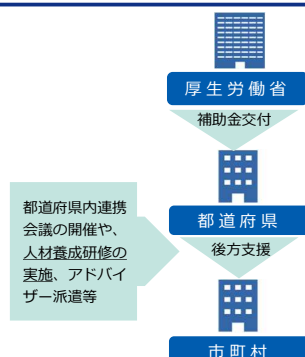 厚生労働省
補助金交付
都道府県
都道府県内連携
会議の開催や、
人材養成研修の
実施、アドバイ
ザー派遣等
後方支援
市町村